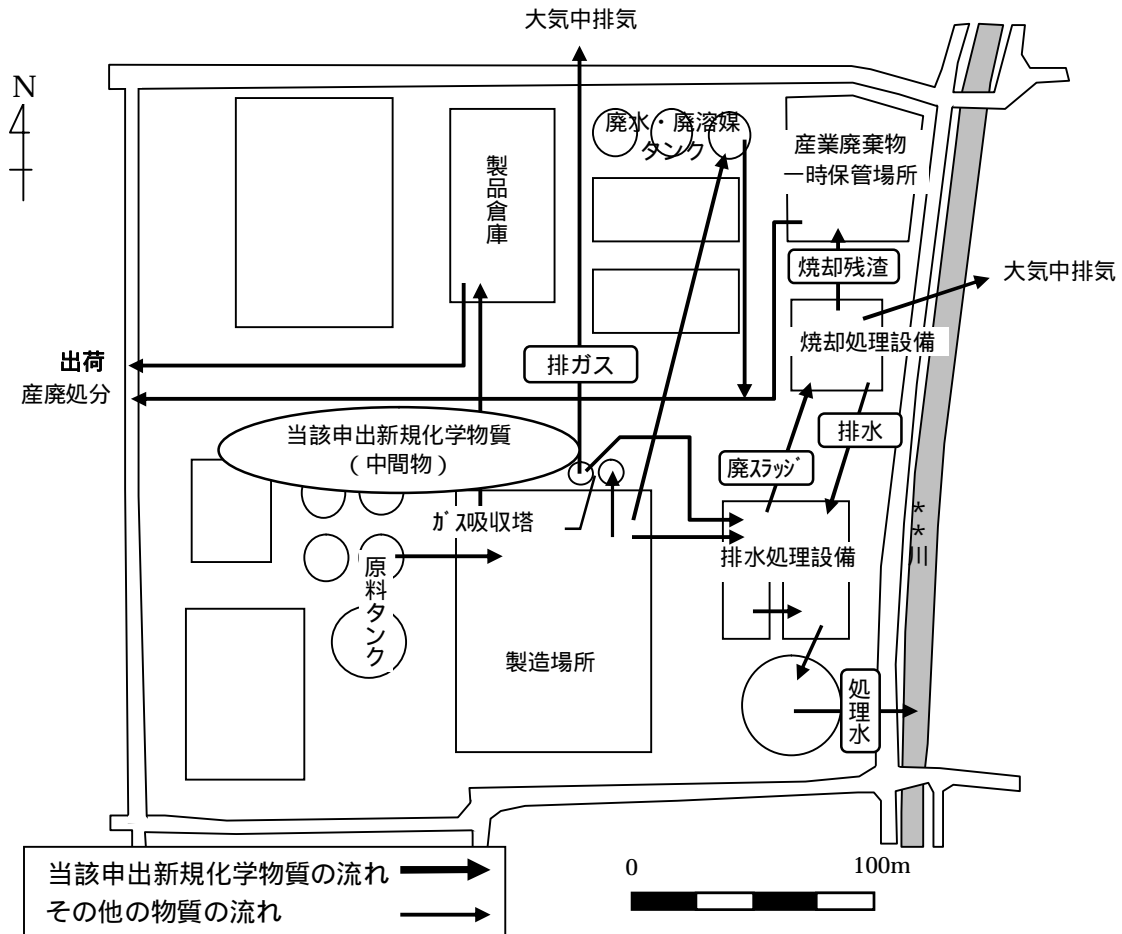 大気中排気
N
廃水・廃溶媒
タンク
産業廃棄物
一時保管場所
製品倉庫
焼却残渣
大気中排気
焼却処理設備
出荷
排ガス
産廃処分
当該申出新規化学物質
（中間物）
排水
廃ｽﾗｯｼﾞ
ｶﾞｽ吸収塔
**川
排水処理設備
原料タンク
製造場所
処理水
当該申出新規化学物質の流れ
その他の物質の流れ
0 100m